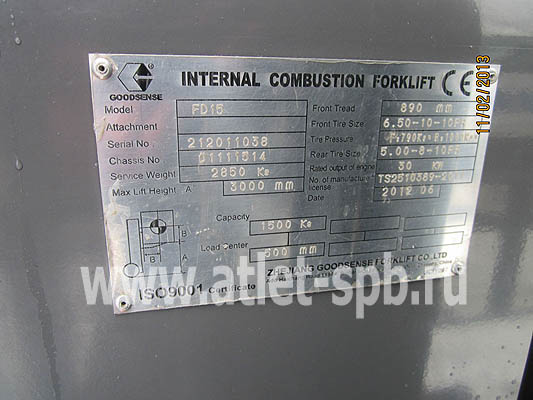 11/02/2013
GOODSENSE
INTERNAL COMBUSTION FORKLIFT CE
Model FD15 Front Tread 890 mm
Attachment Front Tire Size 6.50-10-10PR
Serial No. 212011038 Tire Pressure
Chassis No 01111514 Rear Tire Size 5.00-8-10PR
Service Weight 2850 Kg Rated output of engine 30 KW
Max Lift Height A 3000 mm No. of manufacture license
Date 2012 06
B
B A
Capacity 1500 Kg
Load Center 500 mm
ZHEJIANG GOODSENSE FORKLIFT CO.,LTD
ISO9001 Certificate
www.atlet-spb.ru